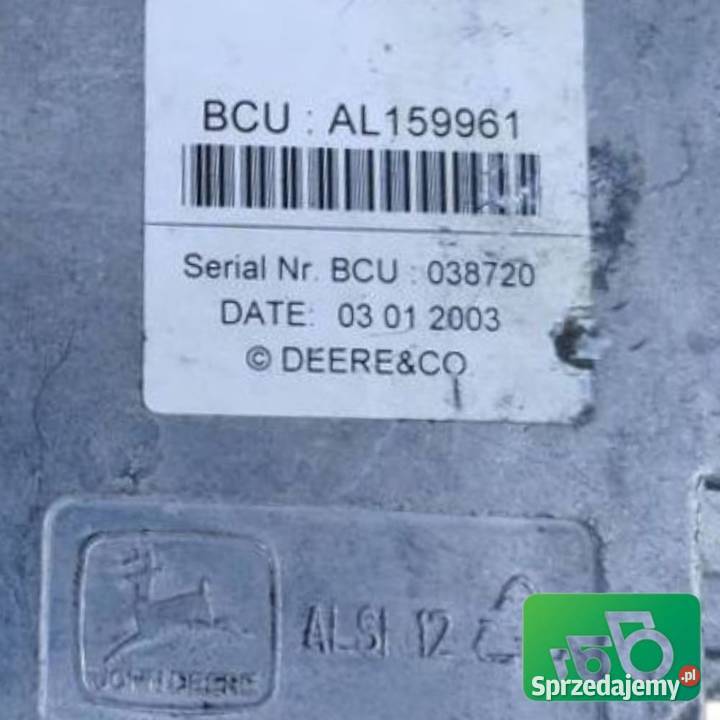 BCU : AL159961
Serial Nr. BCU : 038720
DATE: 03 01 2003
© DEERE&CO
ALSI 12
JOHN DEERE
Sprzedajemy.pl